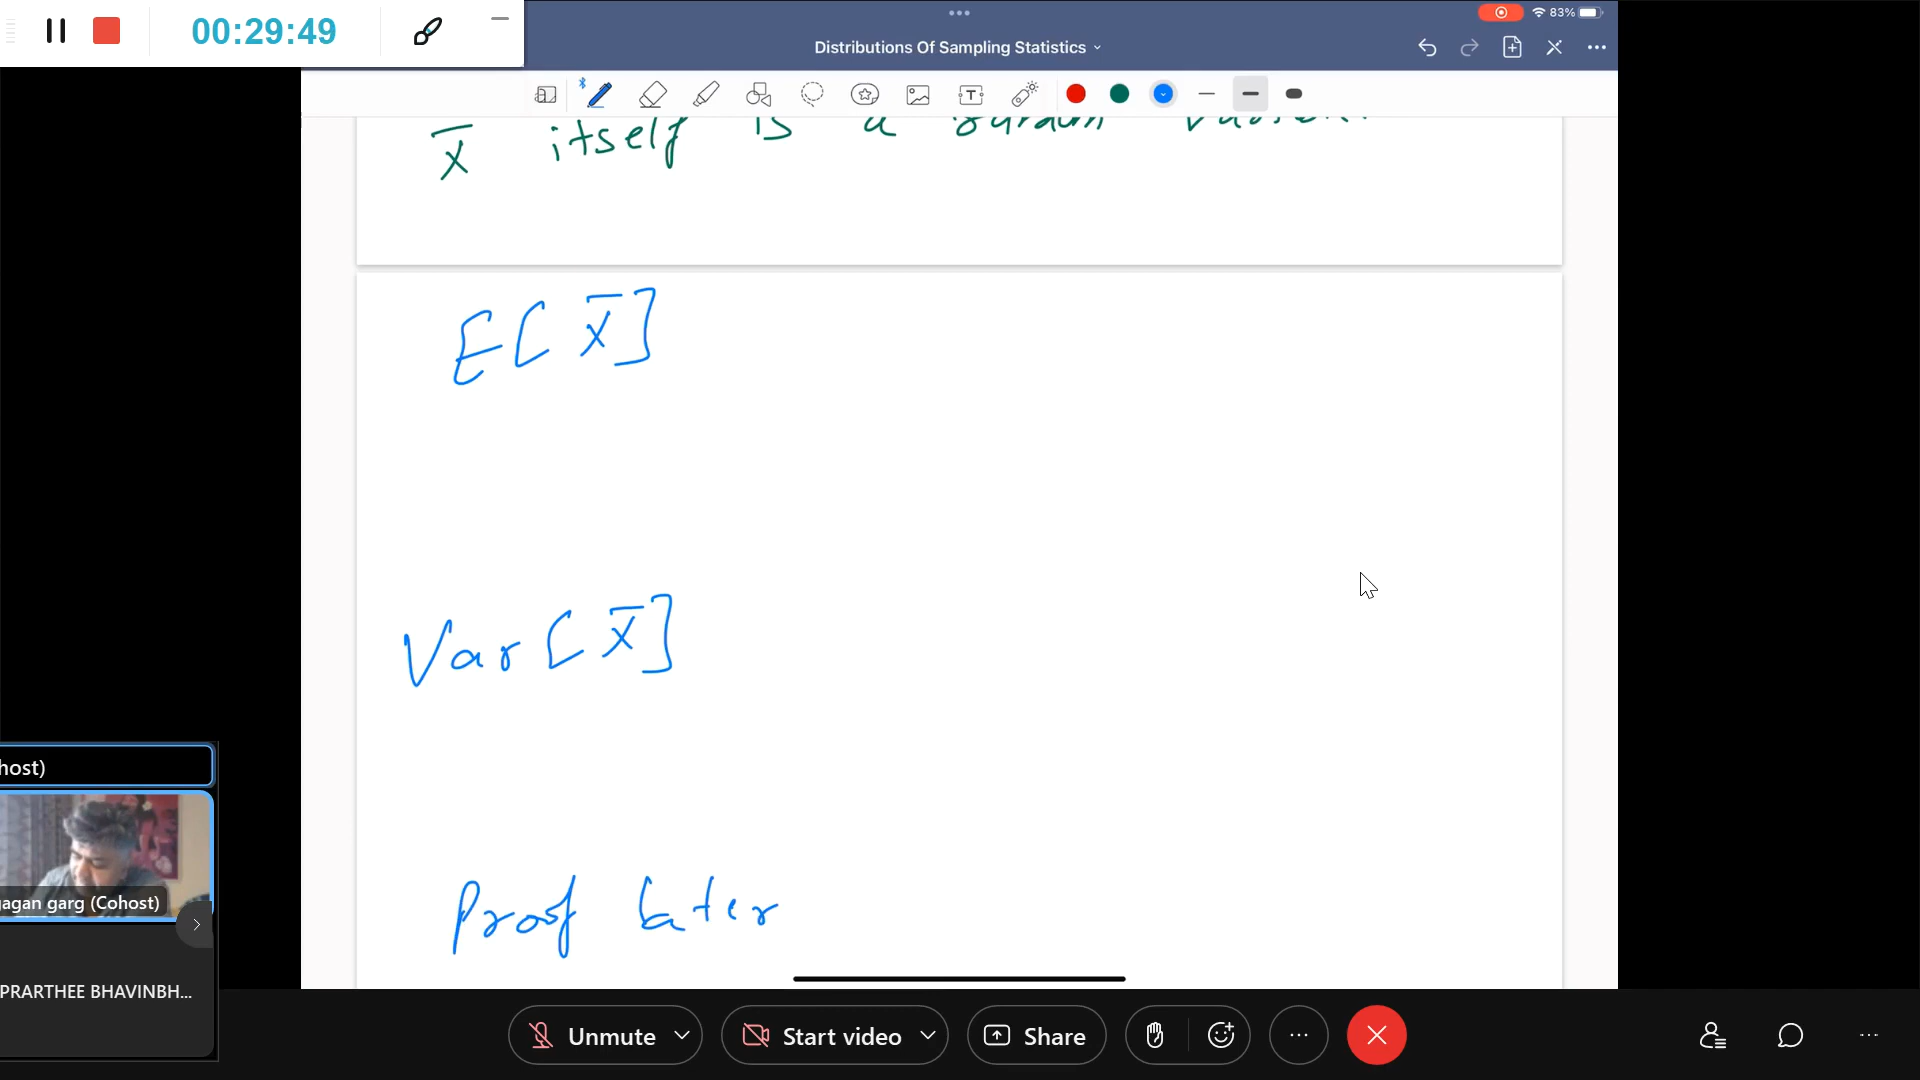 00:29:49
83%
Distributions Of Sampling Statistics
X̄ itself is a
E[X̄]
Var[X̄]
Proof later
host)
gagan garg (Cohost)
PRARTHEE BHAVINBH...
Unmute
Start video
Share